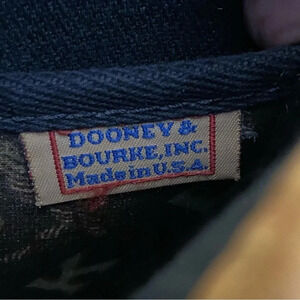 DOONEY &
BOURKE, INC.
Made in U.S.A.